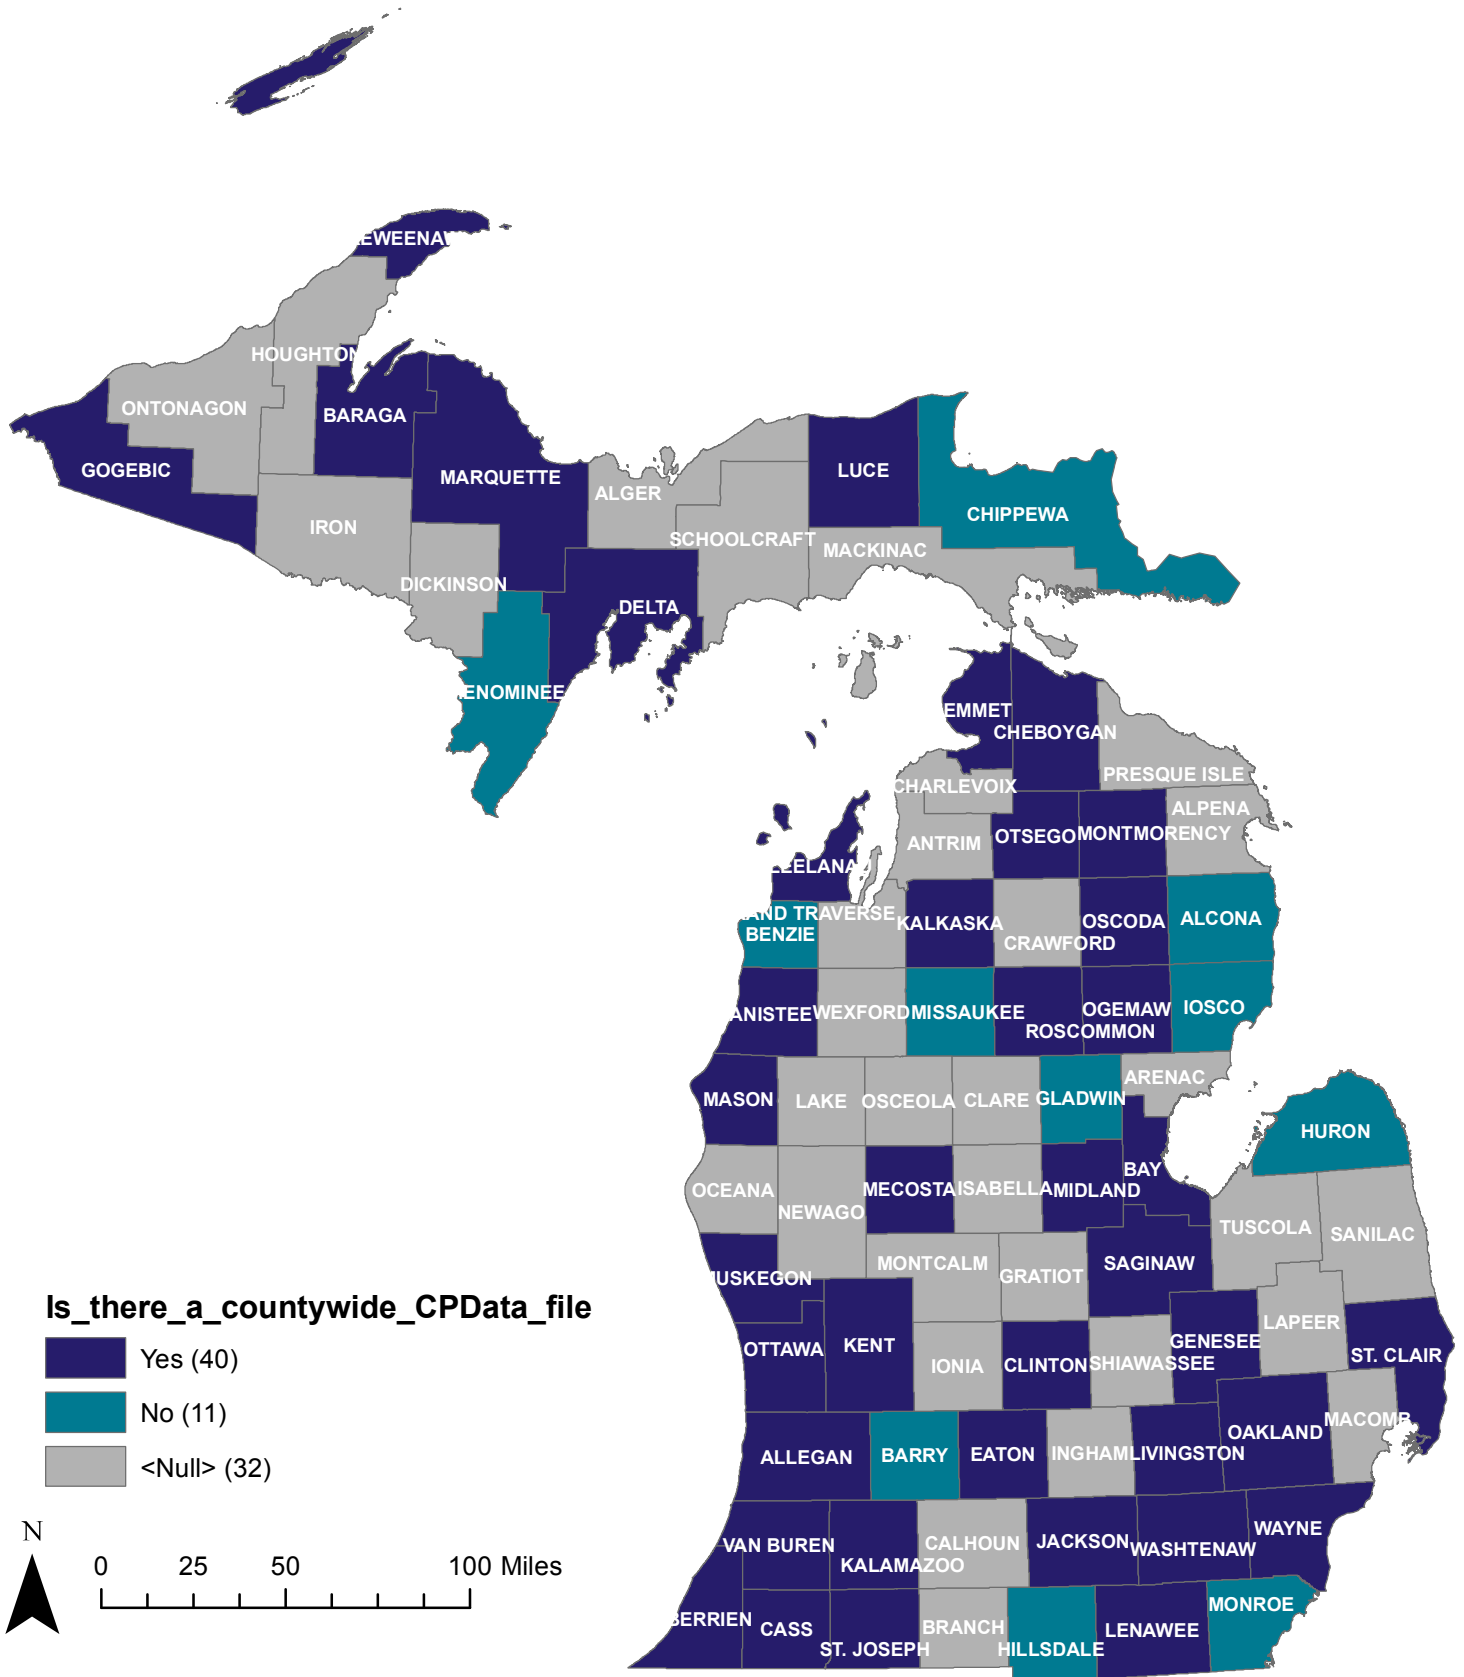 EWEENAW
HOUGHTON
ONTONAGON
BARAGA
GOGEBIC
MARQUETTE
LUCE
ALGER
CHIPPEWA
IRON
SCHOOLCRAFT
MACKINAC
DICKINSON
DELTA
ENOMINEE
EMMET
CHEBOYGAN
PRESQUE ISLE
CHARLEVOIX
ALPENA
ANTRIM
OTSEGO
MONTMORENCY
LEELANAU
AND TRAVERSE
BENZIE
KALKASKA
CRAWFORD
OSCODA
ALCONA
ANISTEE
WEXFORD
MISSAUKEE
ROSCOMMON
OGEMAW
IOSCO
MASON
LAKE
OSCEOLA
CLARE
GLADWIN
ARENAC
HURON
OCEANA
NEWAGO
MECOSTA
ISABELLA
MIDLAND
BAY
TUSCOLA
SANILAC
MUSKEGON
MONTCALM
GRATIOT
SAGINAW
LAPEER
OTTAWA
KENT
IONIA
CLINTON
SHIAWASSEE
GENESEE
ST. CLAIR
ALLEGAN
BARRY
EATON
INGHAM
LIVINGSTON
OAKLAND
MACOMB
VAN BUREN
KALAMAZOO
CALHOUN
JACKSON
WASHTENAW
WAYNE
BERRIEN
CASS
ST. JOSEPH
BRANCH
HILLSDALE
LENAWEE
MONROE
Is_there_a_countywide_CPData_file
Yes (40)
No (11)
<Null> (32)
N
0 25 50 100 Miles